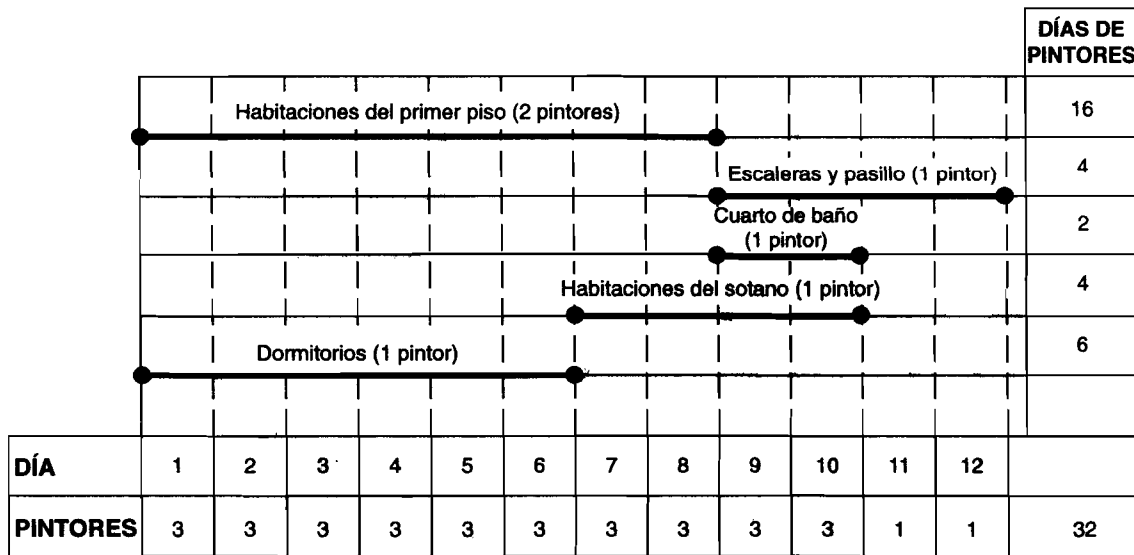 DÍAS DE
PINTORES
Habitaciones del primer piso (2 pintores)
16
Escaleras y pasillo (1 pintor)
4
Cuarto de baño
(1 pintor)
2
Habitaciones del sotano (1 pintor)
4
Dormitorios (1 pintor)
6
DÍA 1 2 3 4 5 6 7 8 9 10 11 12
PINTORES 3 3 3 3 3 3 3 3 3 3 1 1 32